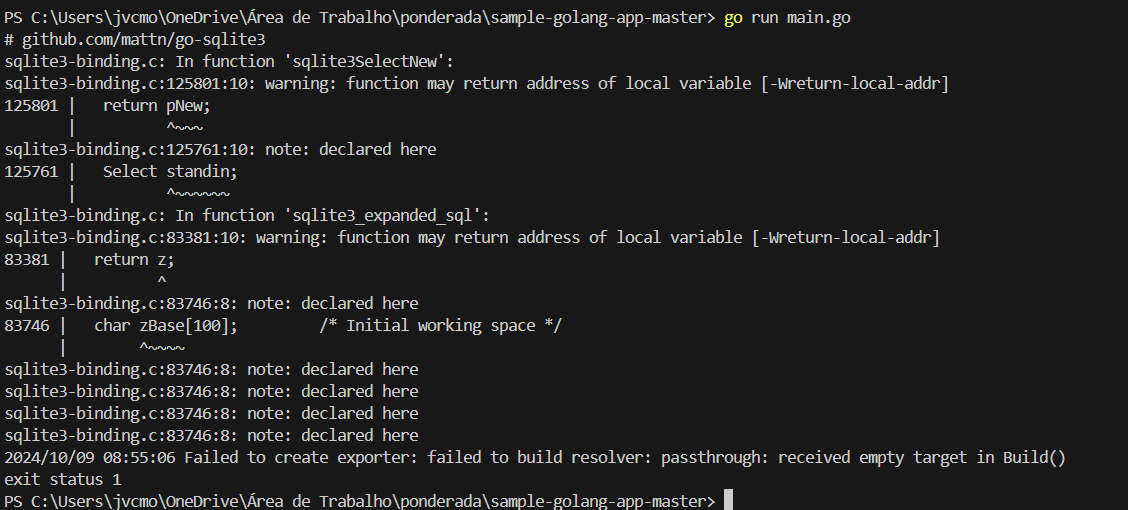 PS C:\Users\jvcmo\OneDrive\Área de Trabalho\ponderada\sample-golang-app-master> go run main.go
# github.com/mattn/go-sqlite3
sqlite3-binding.c: In function 'sqlite3SelectNew':
sqlite3-binding.c:125801:10: warning: function may return address of local variable [-Wreturn-local-addr]
125801 |   return pNew;
       |          ^~~~
sqlite3-binding.c:125761:10: note: declared here
125761 |   Select standin;
       |          ^~~~~~~
sqlite3-binding.c: In function 'sqlite3_expanded_sql':
sqlite3-binding.c:83381:10: warning: function may return address of local variable [-Wreturn-local-addr]
83381 |   return z;
      |          ^
sqlite3-binding.c:83746:8: note: declared here
83746 |   char zBase[100];         /* Initial working space */
      |        ^~~~~
sqlite3-binding.c:83746:8: note: declared here
sqlite3-binding.c:83746:8: note: declared here
sqlite3-binding.c:83746:8: note: declared here
sqlite3-binding.c:83746:8: note: declared here
2024/10/09 08:55:06 Failed to create exporter: failed to build resolver: passthrough: received empty target in Build()
exit status 1
PS C:\Users\jvcmo\OneDrive\Área de Trabalho\ponderada\sample-golang-app-master>